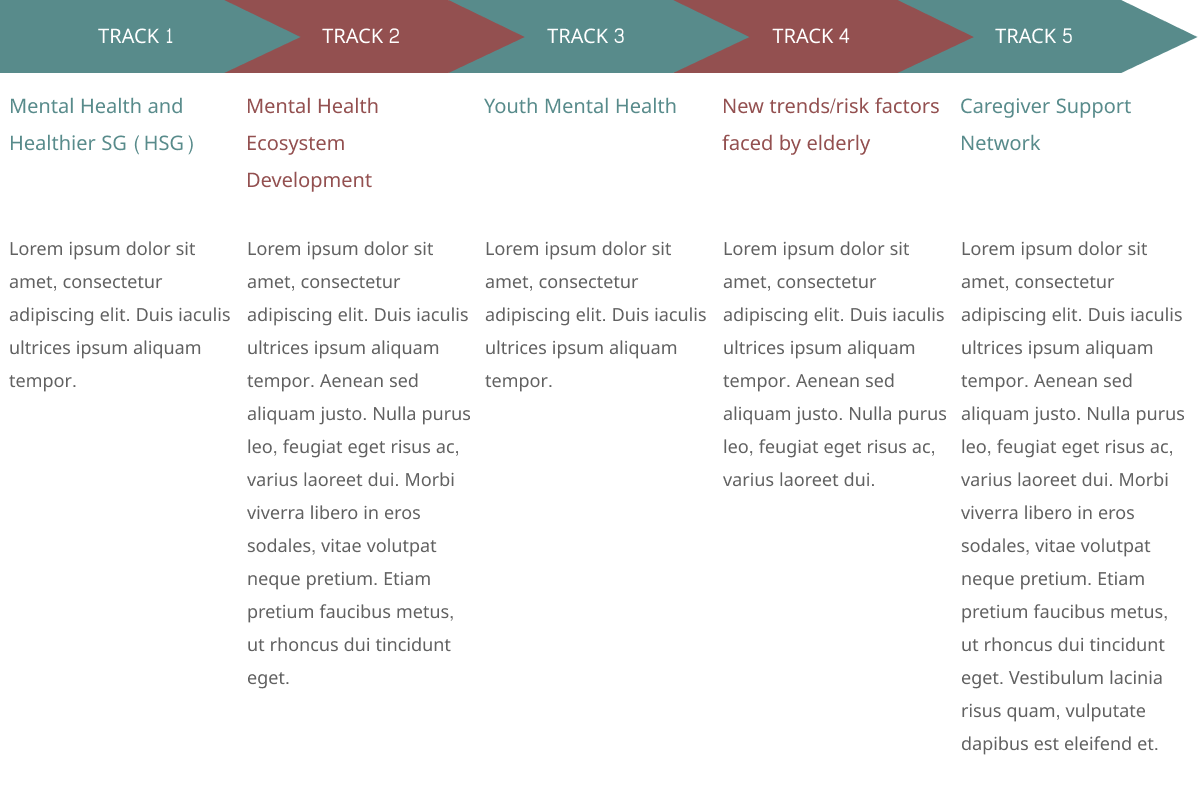 TRACK 1
TRACK 2
TRACK 3
TRACK 4
TRACK 5
Mental Health and
Healthier SG (HSG)
Mental Health
Ecosystem
Development
Youth Mental Health
New trends/risk factors
faced by elderly
Caregiver Support
Network
Lorem ipsum dolor sit
amet, consectetur
adipiscing elit. Duis iaculis
ultrices ipsum aliquam
tempor.
Lorem ipsum dolor sit
amet, consectetur
adipiscing elit. Duis iaculis
ultrices ipsum aliquam
tempor. Aenean sed
aliquam justo. Nulla purus
leo, feugiat eget risus ac,
varius laoreet dui. Morbi
viverra libero in eros
sodales, vitae volutpat
neque pretium. Etiam
pretium faucibus metus,
ut rhoncus dui tincidunt
eget.
Lorem ipsum dolor sit
amet, consectetur
adipiscing elit. Duis iaculis
ultrices ipsum aliquam
tempor.
Lorem ipsum dolor sit
amet, consectetur
adipiscing elit. Duis iaculis
ultrices ipsum aliquam
tempor. Aenean sed
aliquam justo. Nulla purus
leo, feugiat eget risus ac,
varius laoreet dui.
Lorem ipsum dolor sit
amet, consectetur
adipiscing elit. Duis iaculis
ultrices ipsum aliquam
tempor. Aenean sed
aliquam justo. Nulla purus
leo, feugiat eget risus ac,
varius laoreet dui. Morbi
viverra libero in eros
sodales, vitae volutpat
neque pretium. Etiam
pretium faucibus metus,
ut rhoncus dui tincidunt
eget. Vestibulum lacinia
risus quam, vulputate
dapibus est eleifend et.